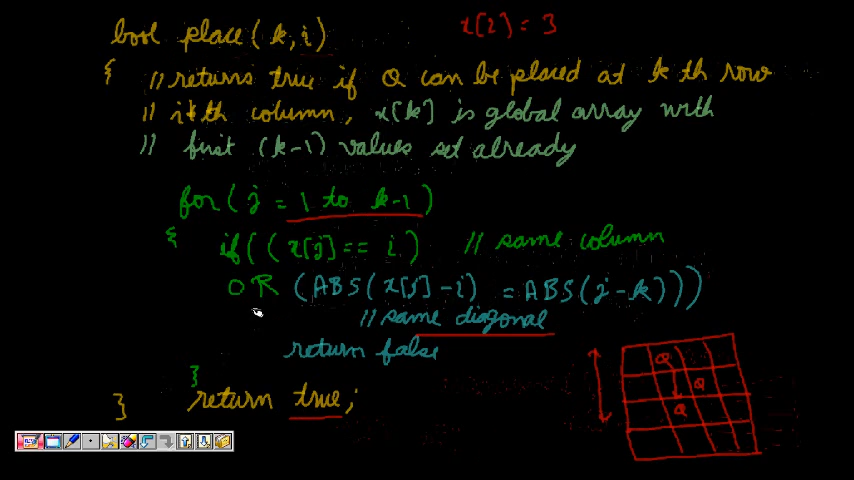 bool place(k,i)
x[2] = 3
{ // returns true if Q can be placed at k th row
// i th column, x[k] is global array with
// first (k-1) values set already
for(j = 1 to k-1)
{ if((x[j] == i) // same column
OR (ABS(x[j]-i) = ABS(j-k)))
// same diagonal
return false
}
} return true;
Q
Q
Q